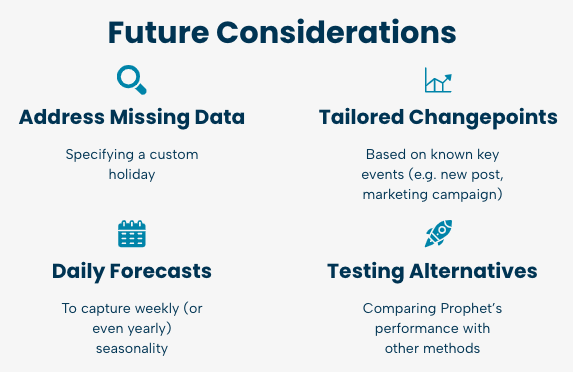 Future Considerations
Address Missing Data
Specifying a custom
holiday
Tailored Changepoints
Based on known key
events (e.g. new post,
marketing campaign)
Daily Forecasts
To capture weekly (or
even yearly)
seasonality
Testing Alternatives
Comparing Prophet’s
performance with
other methods